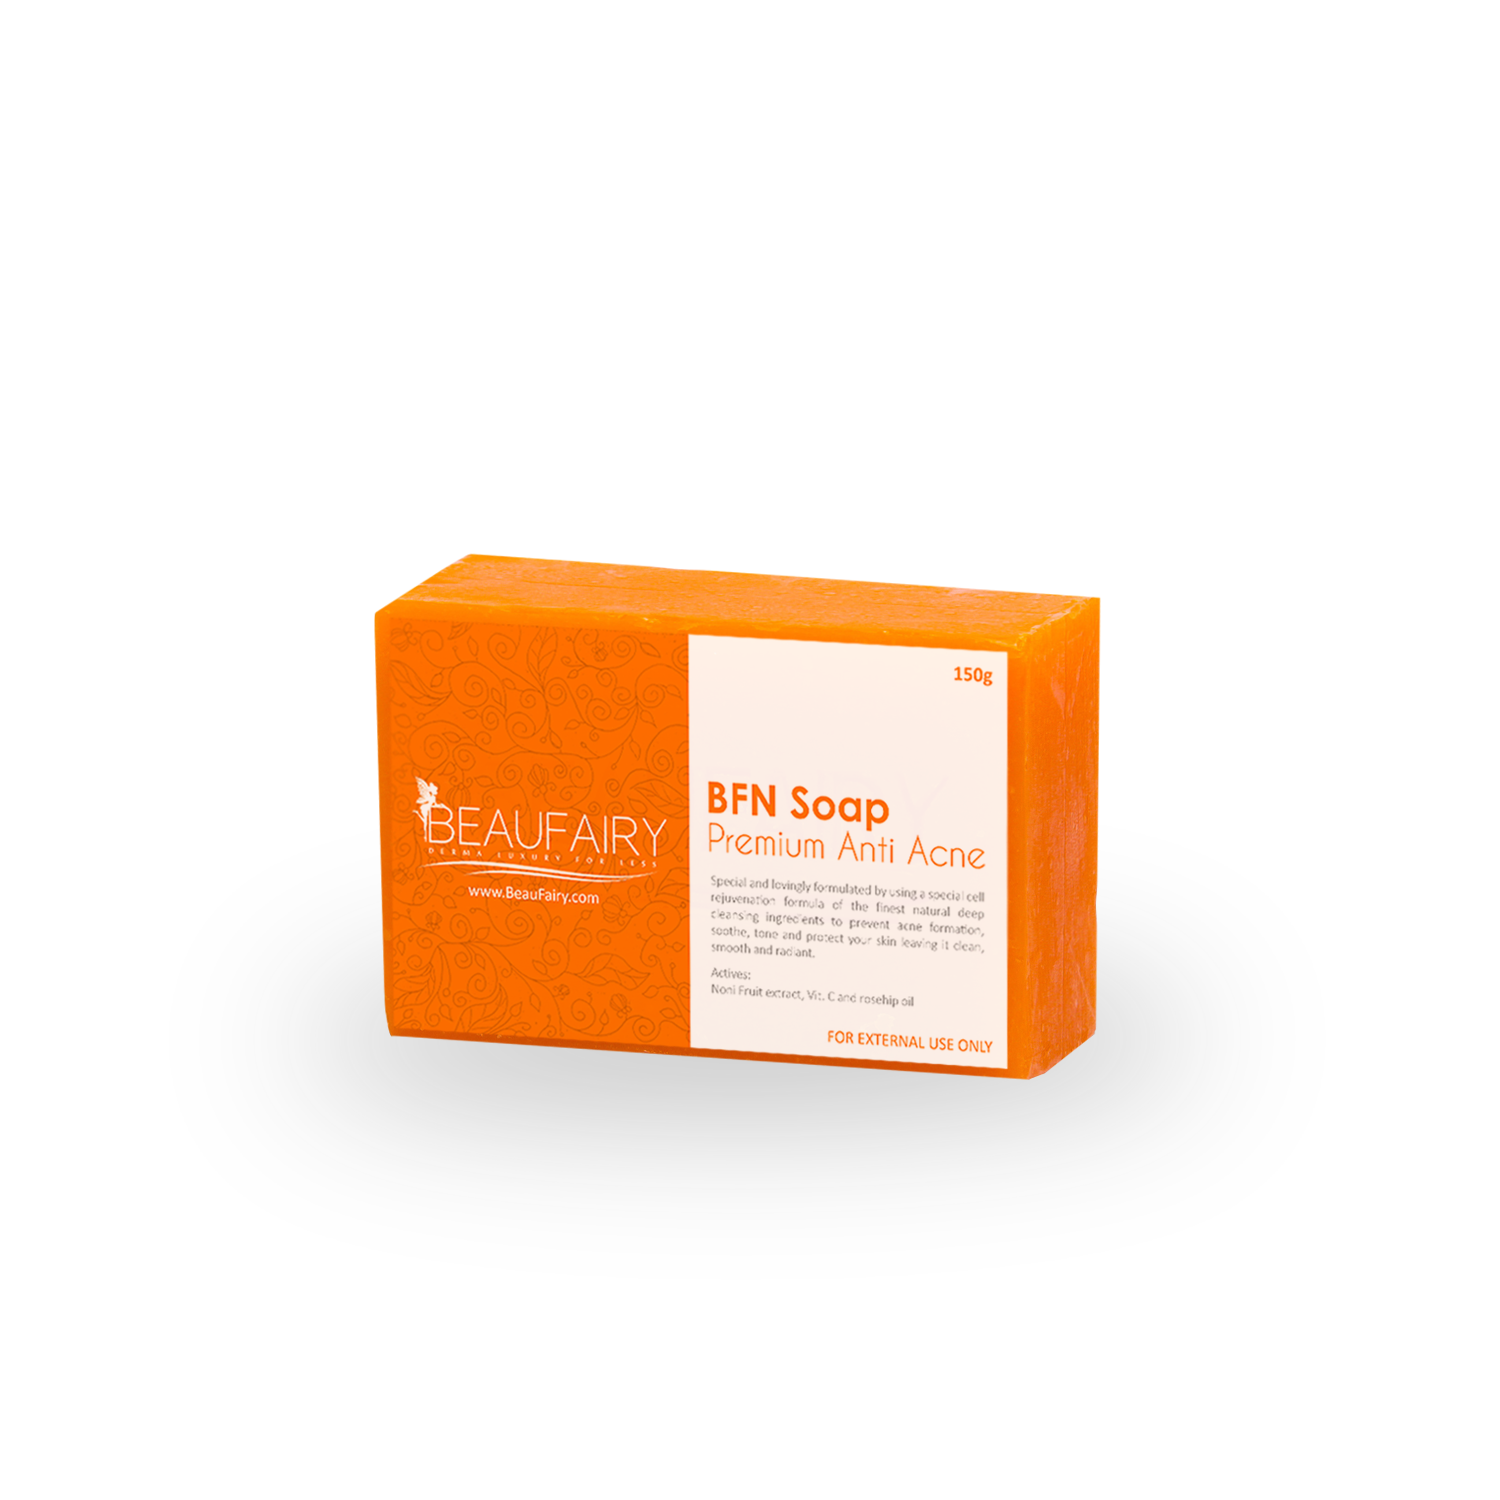 150g
BEAUFAIRY
DERMA LUXURY FOR LESS
www.BeauFairy.com
BFN Soap
Premium Anti Acne
Special and lovingly formulated by using a special cell
rejuvenation formula of the finest natural deep
cleansing ingredients to prevent acne formation,
soothe, tone and protect your skin leaving it clean,
smooth and radiant.
Actives:
Noni Fruit extract, Vit. C and rosehip oil
FOR EXTERNAL USE ONLY